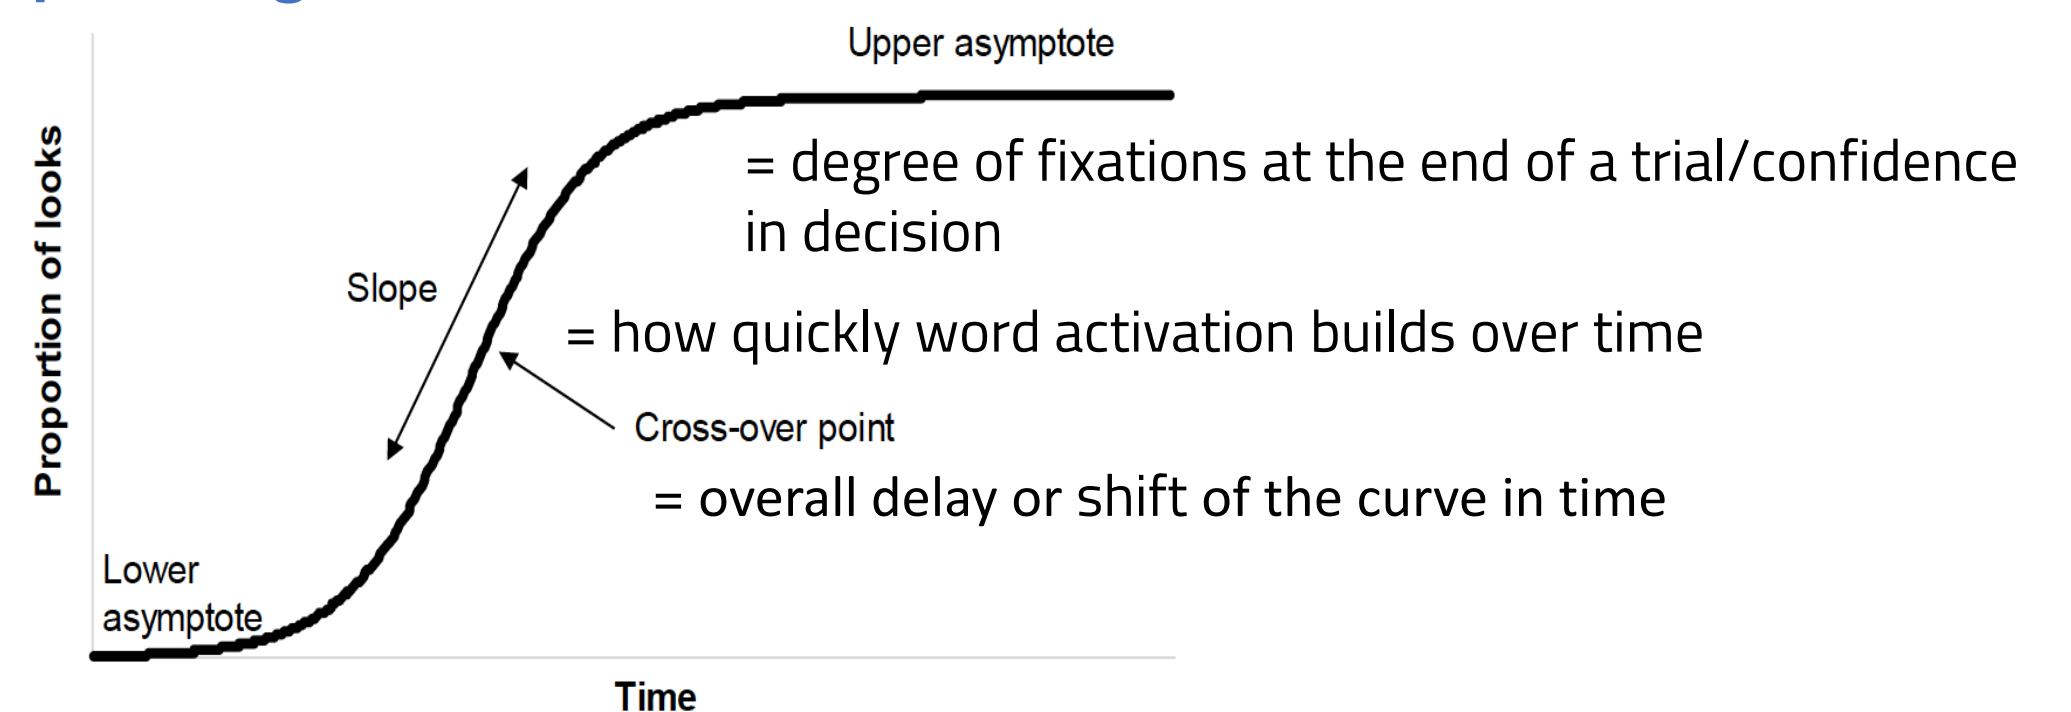 Upper asymptote
= degree of fixations at the end of a trial/confidence
in decision
Slope
= how quickly word activation builds over time
Cross-over point
= overall delay or shift of the curve in time
Lower
asymptote
Proportion of looks
Time